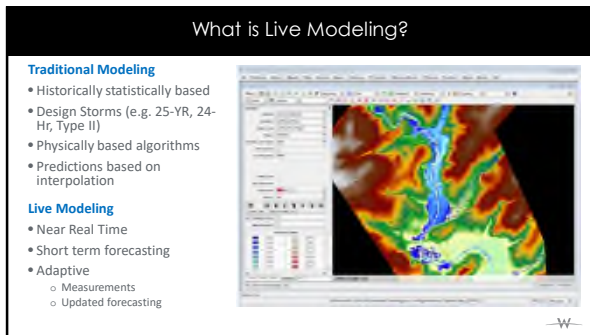 What is Live Modeling?
Traditional Modeling
• Historically statistically based
• Design Storms (e.g. 25-YR, 24-
Hr, Type II)
• Physically based algorithms
• Predictions based on
interpolation
Live Modeling
• Near Real Time
• Short term forecasting
• Adaptive
○ Measurements
○ Updated forecasting
W